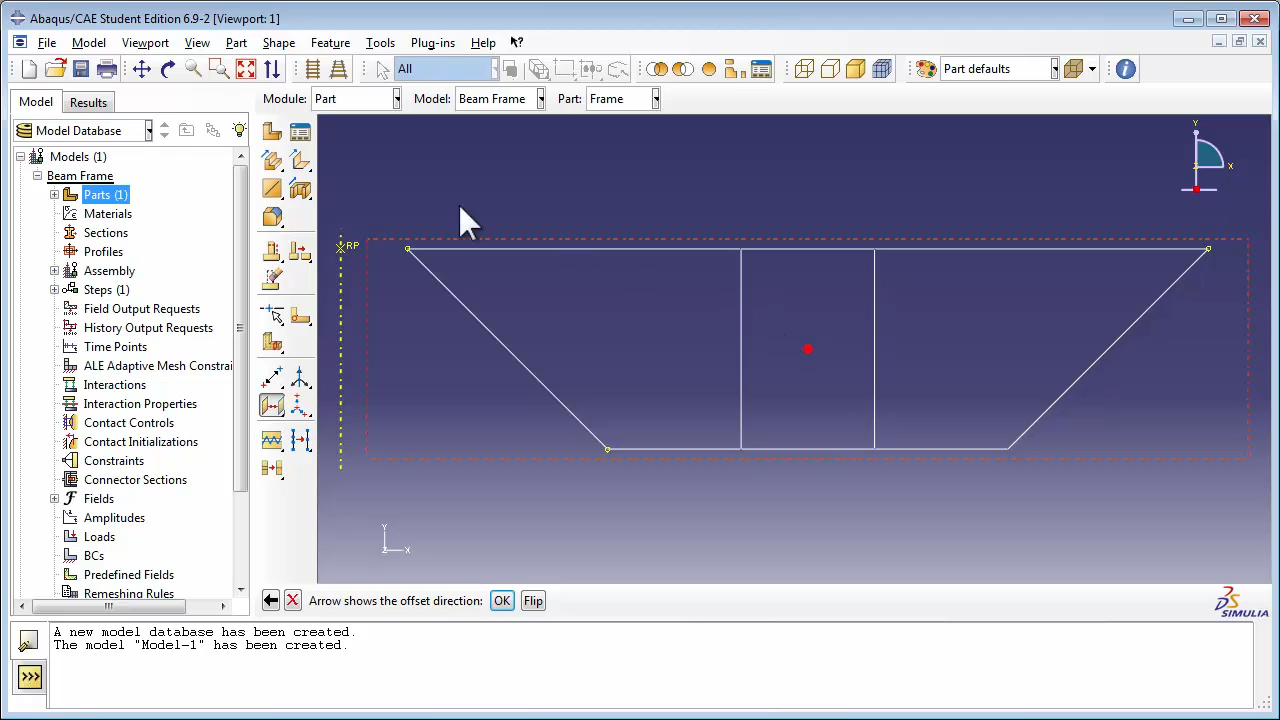 Abaqus/CAE Student Edition 6.9-2 [Viewport: 1]
File Model Viewport View Part Shape Feature Tools Plug-ins Help
All
Part defaults
Model Results
Module: Part Model: Beam Frame Part: Frame
Model Database
Models (1)
Beam Frame
Parts (1)
Materials
Sections
Profiles
Assembly
Steps (1)
Field Output Requests
History Output Requests
Time Points
ALE Adaptive Mesh Constrai
Interactions
Interaction Properties
Contact Controls
Contact Initializations
Constraints
Connector Sections
Fields
Amplitudes
Loads
BCs
Predefined Fields
Remeshing Rules
Y
X
Z
RP
Y
Z X
Arrow shows the offset direction: OK Flip
SIMULIA
A new model database has been created.
The model "Model-1" has been created.
>>>